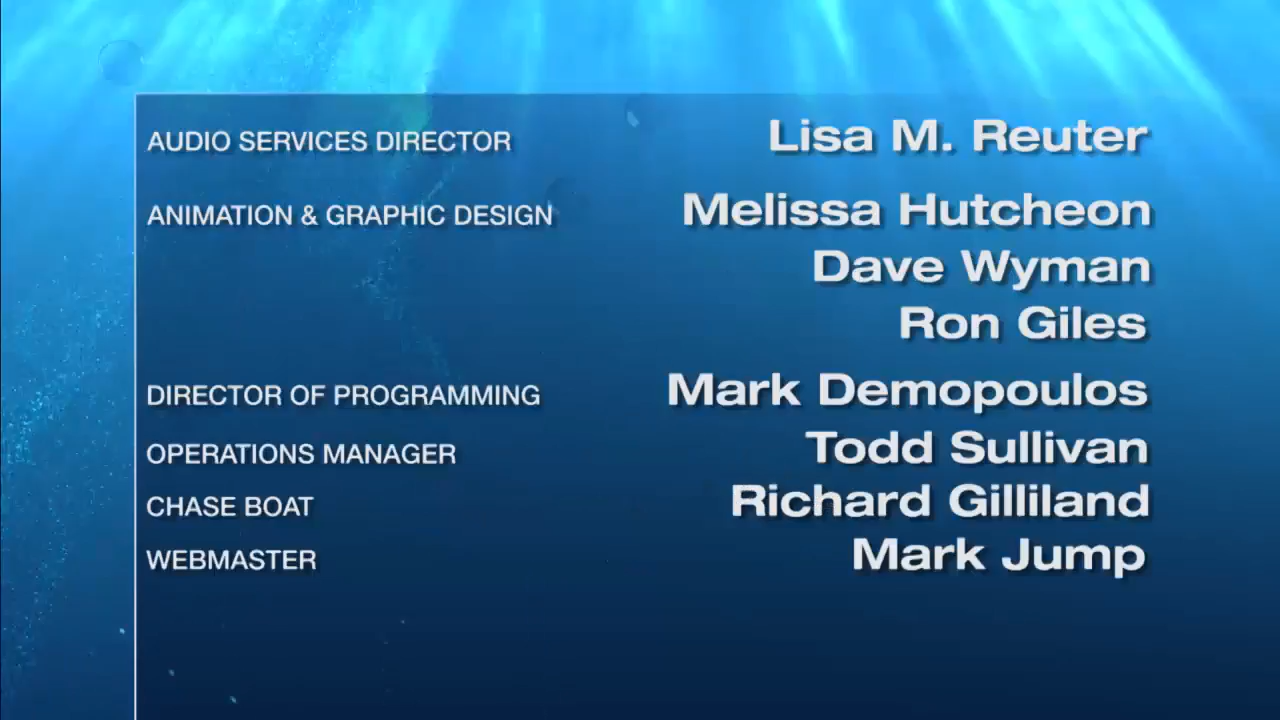 AUDIO SERVICES DIRECTOR Lisa M. Reuter
ANIMATION & GRAPHIC DESIGN Melissa Hutcheon
Dave Wyman
Ron Giles
DIRECTOR OF PROGRAMMING Mark Demopoulos
OPERATIONS MANAGER Todd Sullivan
CHASE BOAT Richard Gilliland
WEBMASTER Mark Jump